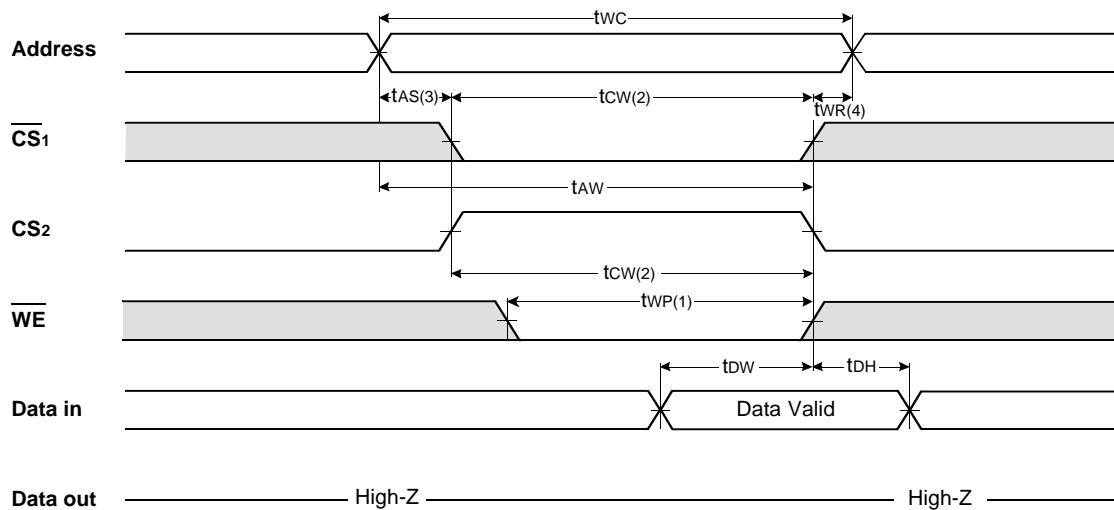 tWC
Address
tAS(3) tCW(2) tWR(4)
CS1
tAW
CS2
tCW(2)
WE tWP(1)
tDW tDH
Data in Data Valid
Data out High-Z High-Z